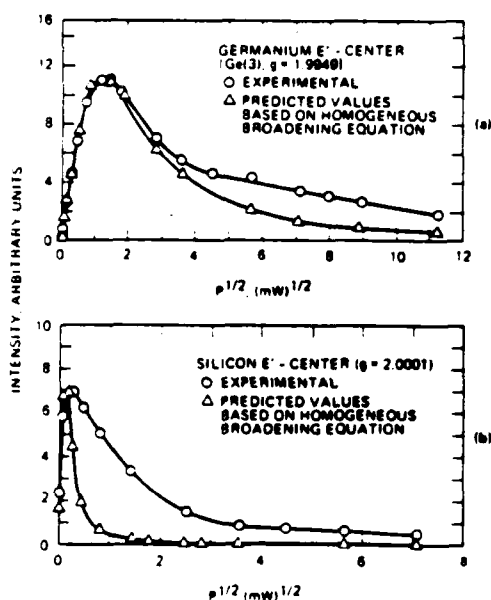 16
12
8
4
0
GERMANIUM E' - CENTER
(Ge(3), g = 1.9949)
EXPERIMENTAL
PREDICTED VALUES
BASED ON HOMOGENEOUS
BROADENING EQUATION
(a)
0 2 4 6 8 10 12
P1/2, (mW)1/2
INTENSITY, ARBITRARY UNITS
10
8
6
4
2
0
SILICON E' - CENTER (g = 2.0001)
EXPERIMENTAL
PREDICTED VALUES
BASED ON HOMOGENEOUS
BROADENING EQUATION
(b)
0 2 4 6 8
P1/2 (mW)1/2